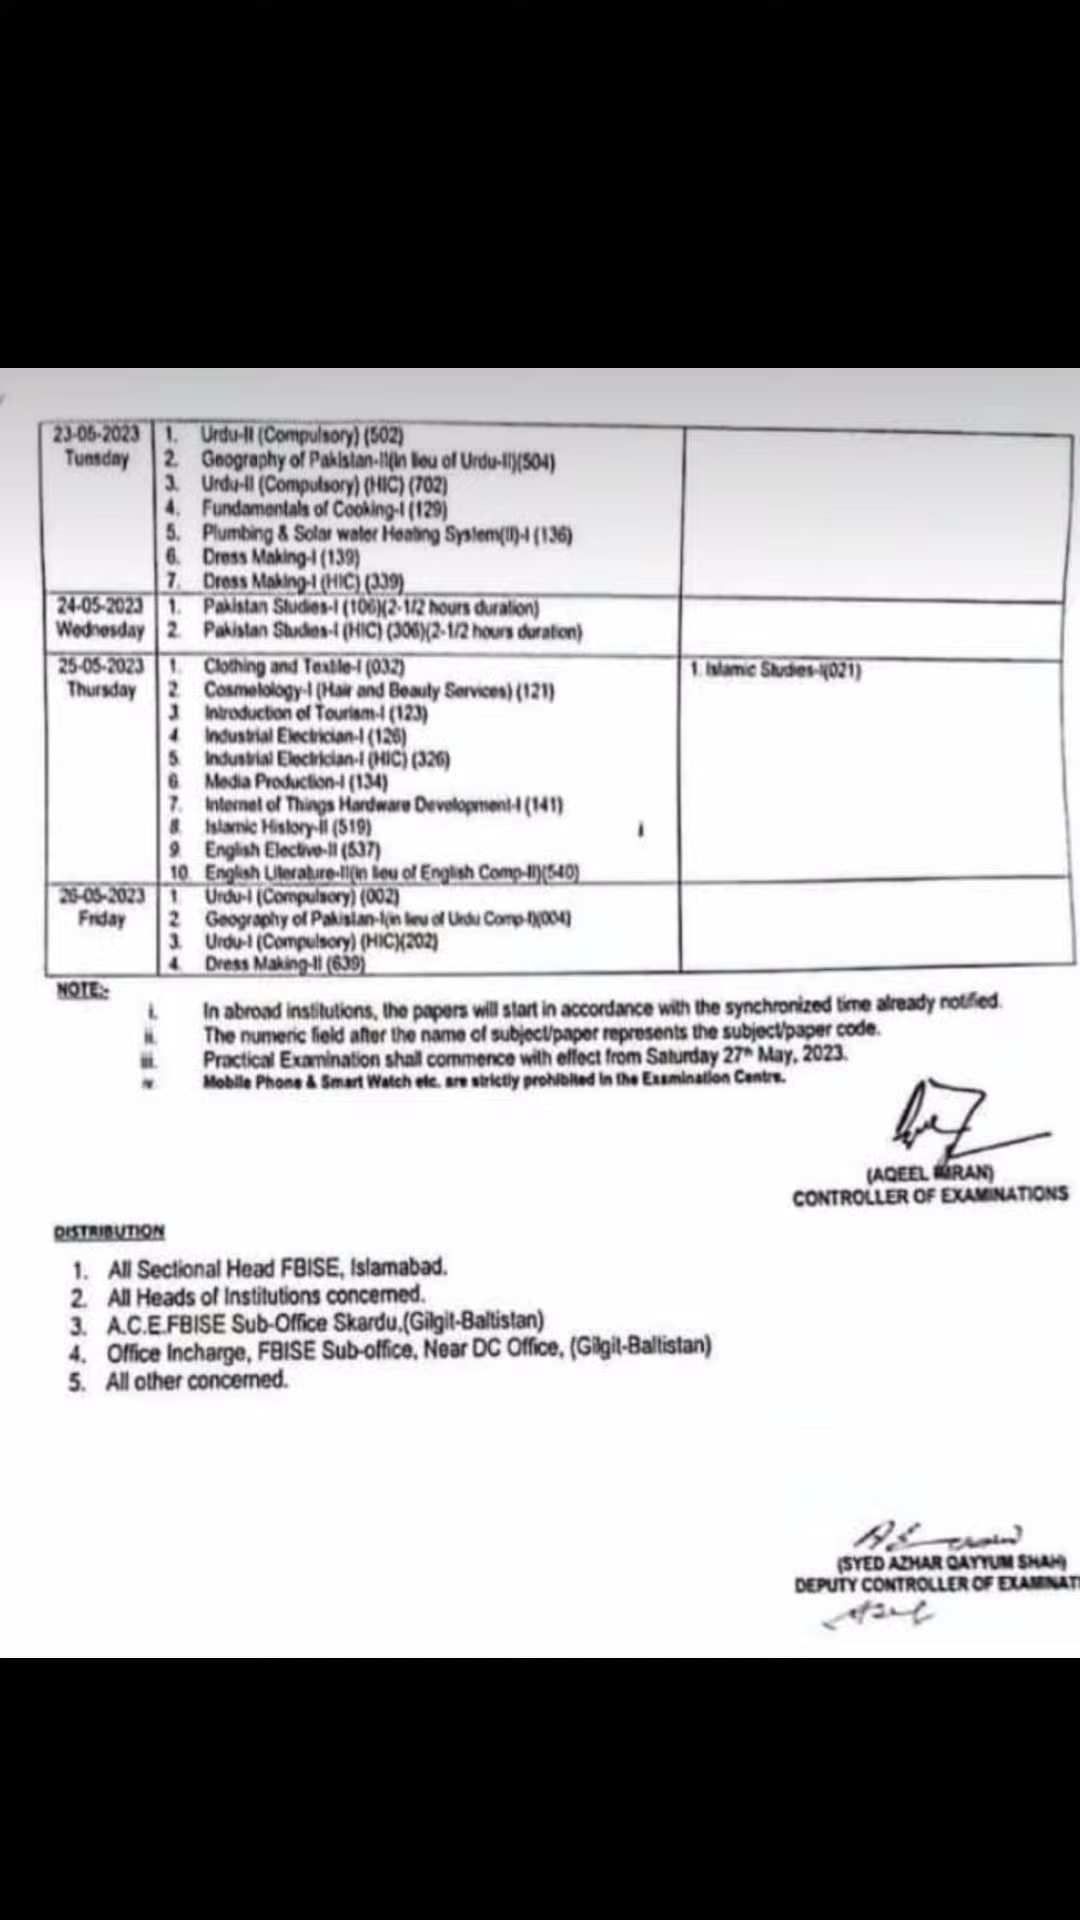 23-05-2023
Tuesday
1. Urdu-II (Compulsory) (502)
2. Geography of Pakistan-II(in lieu of Urdu-II)(504)
3. Urdu-II (Compulsory) (HIC) (702)
4. Fundamentals of Cooking-I (129)
5. Plumbing & Solar water Heating System(II)-I (136)
6. Dress Making-I (139)
7. Dress Making-I (HIC) (339)
24-05-2023
Wednesday
1. Pakistan Studies-I (106)(2-1/2 hours duration)
2. Pakistan Studies-I (HIC) (306)(2-1/2 hours duration)
25-05-2023
Thursday
1. Clothing and Textile-I (032)
2. Cosmetology-I (Hair and Beauty Services) (121)
3. Introduction of Tourism-I (123)
4. Industrial Electrician-I (126)
5. Industrial Electrician-I (HIC) (326)
6. Media Production-I (134)
7. Internet of Things Hardware Development-I (141)
8. Islamic History-II (519)
9. English Elective-II (537)
10. English Literature-II(in lieu of English Comp-II)(540)
1. Islamic Studies-I(021)
26-05-2023
Friday
1. Urdu-I (Compulsory) (002)
2. Geography of Pakistan-I(in lieu of Urdu Comp-I)(004)
3. Urdu-I (Compulsory) (HIC)(202)
4. Dress Making-II (639)
NOTE:-
i. In abroad institutions, the papers will start in accordance with the synchronized time already notified.
ii. The numeric field after the name of subject/paper represents the subject/paper code.
iii. Practical Examination shall commence with effect from Saturday 27th May, 2023.
iv. Mobile Phone & Smart Watch etc. are strictly prohibited in the Examination Centre.
(AQEEL
CONTROLLER OF EXAMINATIONS
DISTRIBUTION
1. All Sectional Head FBISE, Islamabad.
2. All Heads of Institutions concerned.
3. A.C.E.FBISE Sub-Office Skardu,(Gilgit-Baltistan)
4. Office Incharge, FBISE Sub-office, Near DC Office, (Gilgit-Baltistan)
5. All other concerned.
(SYED AZHAR QAYYUM SHAH)
DEPUTY CONTROLLER OF EXAMINAT